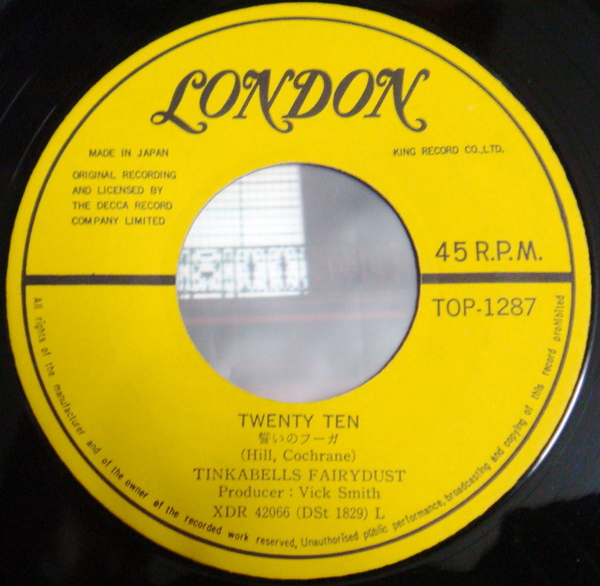 LONDON
MADE IN JAPAN
KING RECORD CO.,LTD.
ORIGINAL RECORDING
AND LICENSED BY
THE DECCA RECORD
COMPANY LIMITED
45 R.P.M.
TOP-1287
TWENTY TEN
誓いのフーガ
(Hill, Cochrane)
TINKABELLS FAIRYDUST
Producer : Vick Smith
XDR 42066 (DSt 1829) L
All rights of the manufacturer and of the owner of the recorded work reserved, Unauthorised public performance, broadcasting and copying of this record prohibited